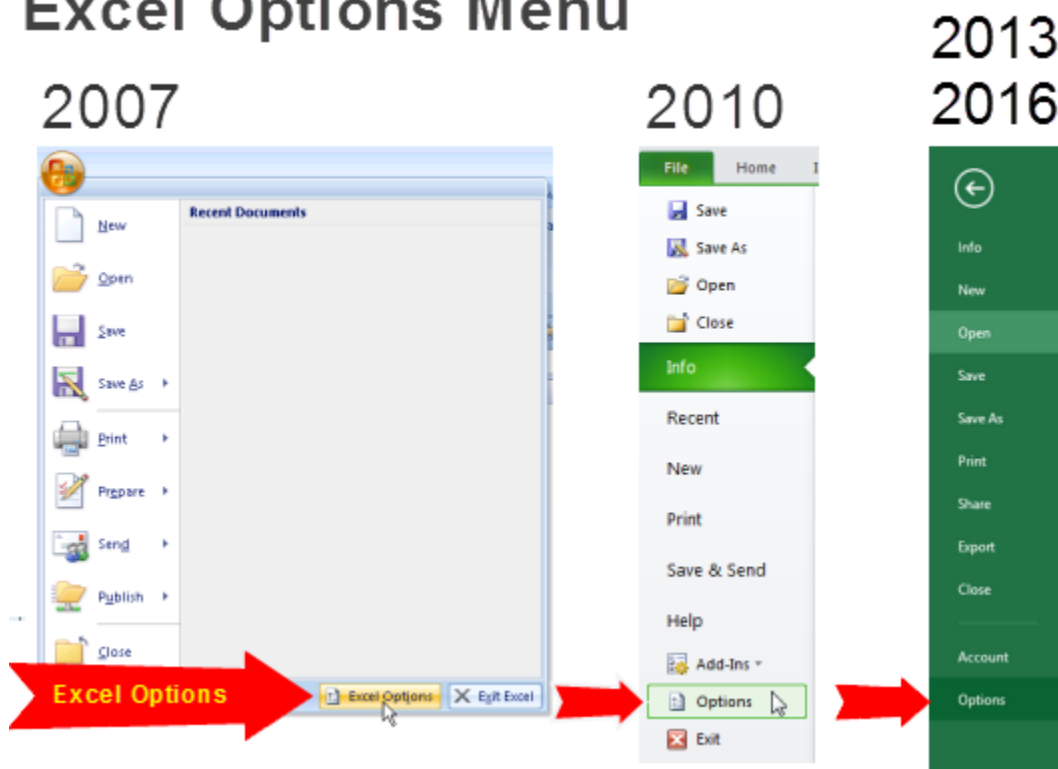 Excel Options Menu
2007
Recent Documents
New
Open
Save
Save As
Print
Prepare
Send
Publish
Close
Excel Options
Excel Options
Exit Excel
2010
File Home
Save
Save As
Open
Close
Info
Recent
New
Print
Save & Send
Help
Add-Ins
Options
Exit
2013
2016
Info
New
Open
Save
Save As
Print
Share
Export
Close
Account
Options